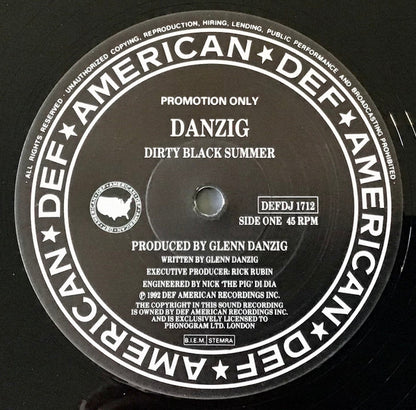 · ALL RIGHTS RESERVED · UNAUTHORIZED COPYING, REPRODUCTION, HIRING, LENDING, PUBLIC PERFORMANCE AND BROADCASTING PROHIBITED ·
DEF ★ AMERICAN ★ DEF ★ AMERICAN ★ DEF ★ AMERICAN ★
PROMOTION ONLY
DANZIG
DIRTY BLACK SUMMER
DEF·AMERICAN·DEF·AMERICAN·DEF·AMERICAN
DEFDJ 1712
SIDE ONE 45 RPM
PRODUCED BY GLENN DANZIG
WRITTEN BY GLENN DANZIG
EXECUTIVE PRODUCER: RICK RUBIN
ENGINEERED BY NICK 'THE PIG' DI DIA
℗ 1992 DEF AMERICAN RECORDINGS INC.
THE COPYRIGHT IN THIS SOUND RECORDING
IS OWNED BY DEF AMERICAN RECORDINGS INC.
AND IS EXCLUSIVELY LICENSED TO
PHONOGRAM LTD. LONDON
B.I.E.M. STEMRA